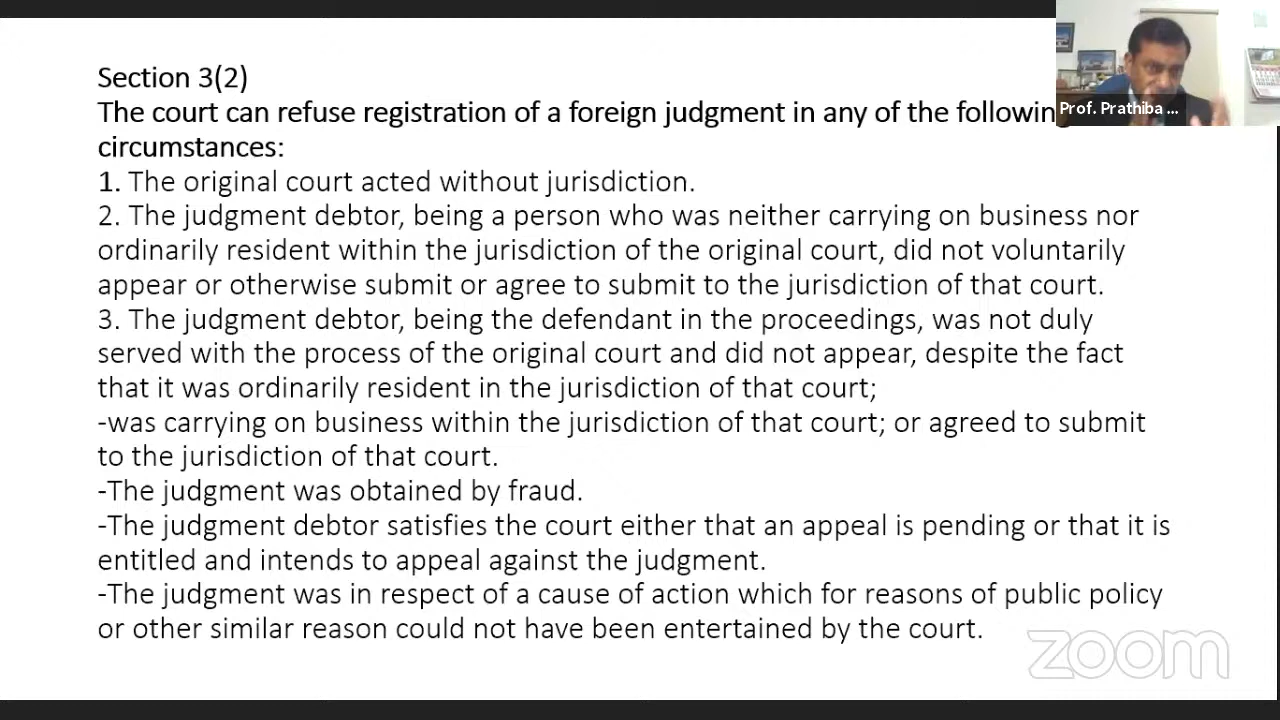 Section 3(2)
The court can refuse registration of a foreign judgment in any of the following
circumstances:
1. The original court acted without jurisdiction.
2. The judgment debtor, being a person who was neither carrying on business nor
ordinarily resident within the jurisdiction of the original court, did not voluntarily
appear or otherwise submit or agree to submit to the jurisdiction of that court.
3. The judgment debtor, being the defendant in the proceedings, was not duly
served with the process of the original court and did not appear, despite the fact
that it was ordinarily resident in the jurisdiction of that court;
-was carrying on business within the jurisdiction of that court; or agreed to submit
to the jurisdiction of that court.
-The judgment was obtained by fraud.
-The judgment debtor satisfies the court either that an appeal is pending or that it is
entitled and intends to appeal against the judgment.
-The judgment was in respect of a cause of action which for reasons of public policy
or other similar reason could not have been entertained by the court.
Prof. Prathiba ...
zoom